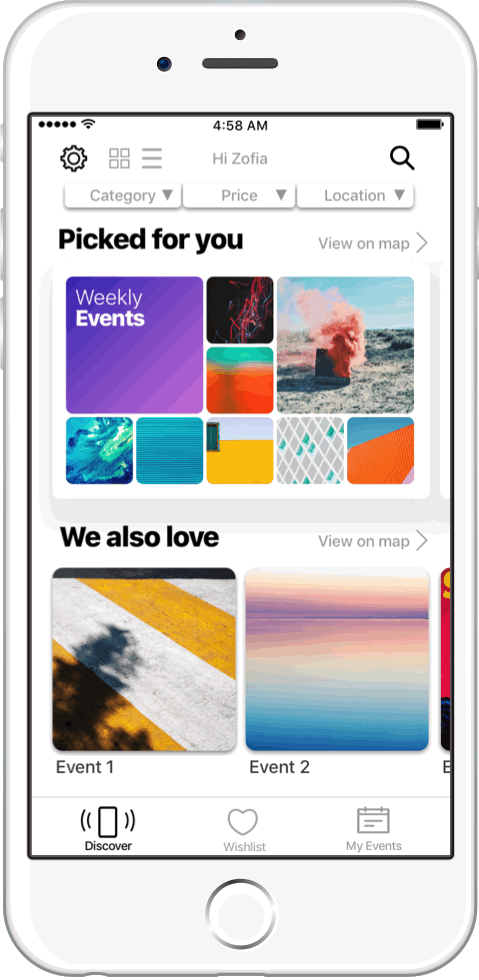 4:58 AM
Hi Zofia
Category ▼ Price ▼ Location ▼
Picked for you
View on map
Weekly
Events
We also love
View on map
Event 1
Event 2
E
Discover
Wishlist
My Events